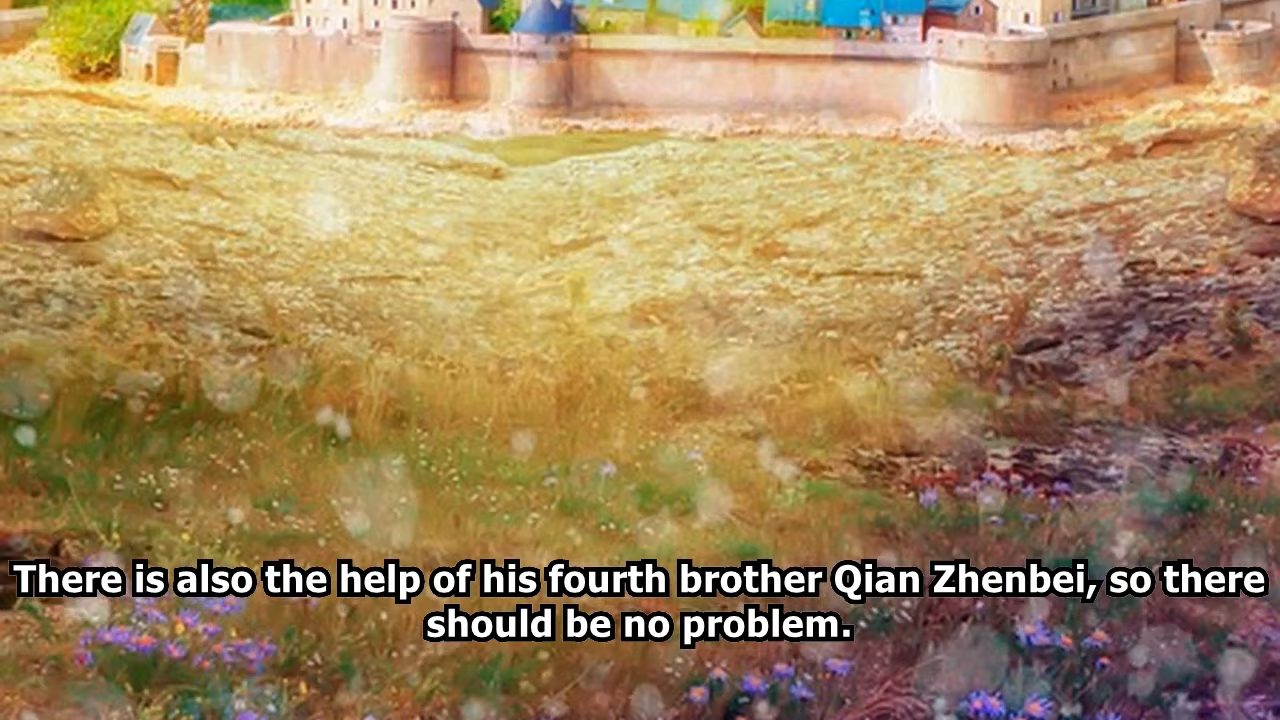 There is also the help of his fourth brother Qian Zhenbei, so there
should be no problem.